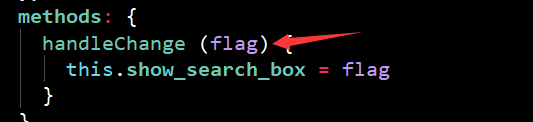 methods: {
  handleChange (flag) {
    this.show_search_box = flag
  }
}